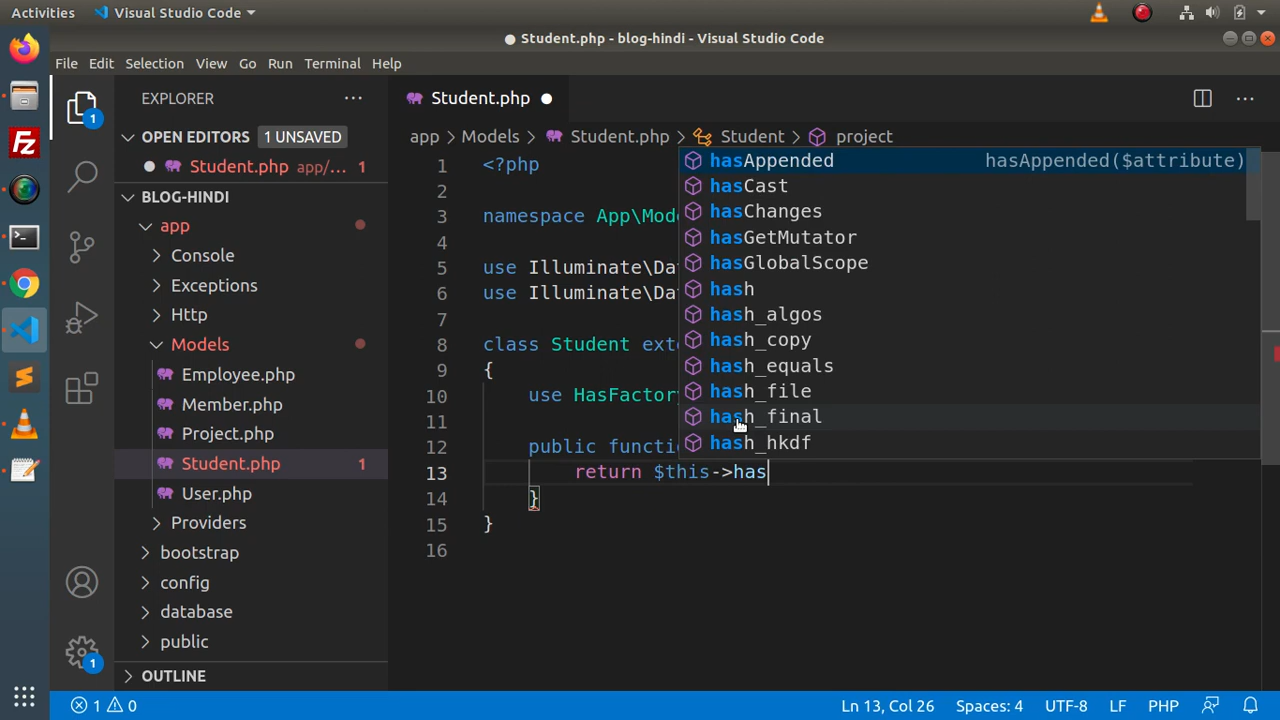 Activities Visual Studio Code
Student.php - blog-hindi - Visual Studio Code
File Edit Selection View Go Run Terminal Help
EXPLORER
Student.php
OPEN EDITORS 1 UNSAVED
app Models Student.php Student project
Student.php app/... 1
BLOG-HINDI
app
Console
Exceptions
Http
Models
Employee.php
Member.php
Project.php
Student.php 1
User.php
Providers
bootstrap
config
database
public
OUTLINE
1 <?php
2
3 namespace App\Mode
4
5 use Illuminate\Dat
6 use Illuminate\Dat
7
8 class Student exte
9 {
10 use HasFactory
11
12 public functio
13 return $this->has
14 }
15 }
16
hasAppended hasAppended($attribute)
hasCast
hasChanges
hasGetMutator
hasGlobalScope
hash
hash_algos
hash_copy
hash_equals
hash_file
hash_final
hash_hkdf
1
1
1 0 Ln 13, Col 26 Spaces: 4 UTF-8 LF PHP